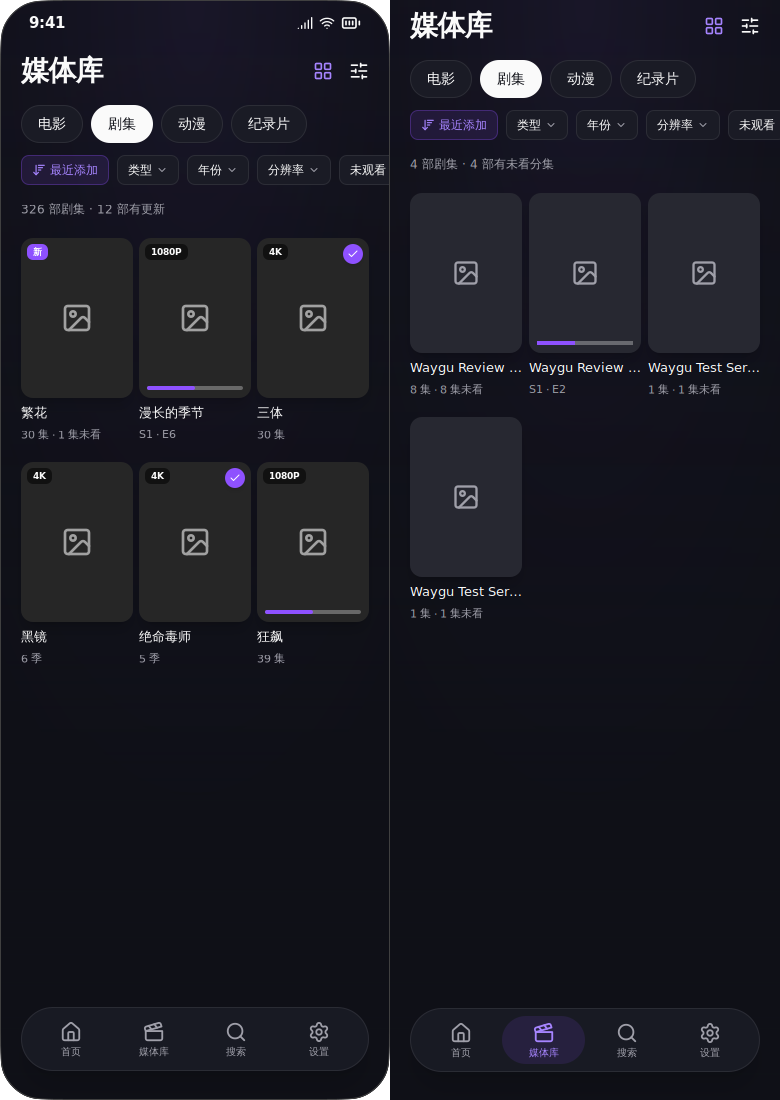 9:41
媒体库
电影 剧集 动漫 纪录片
最近添加 类型 年份 分辨率 未观看
326 部剧集 · 12 部有更新
新 1080P 4K
繁花 漫长的季节 三体
30 集 · 1 集未看 S1 · E6 30 集
4K 4K 1080P
黑镜 绝命毒师 狂飙
6 季 5 季 39 集
首页 媒体库 搜索 设置
媒体库
电影 剧集 动漫 纪录片
最近添加 类型 年份 分辨率 未观看
4 部剧集 · 4 部有未看分集
Waygu Review ... Waygu Review ... Waygu Test Ser...
8 集 · 8 集未看 S1 · E2 1 集 · 1 集未看
Waygu Test Ser...
1 集 · 1 集未看
首页 媒体库 搜索 设置